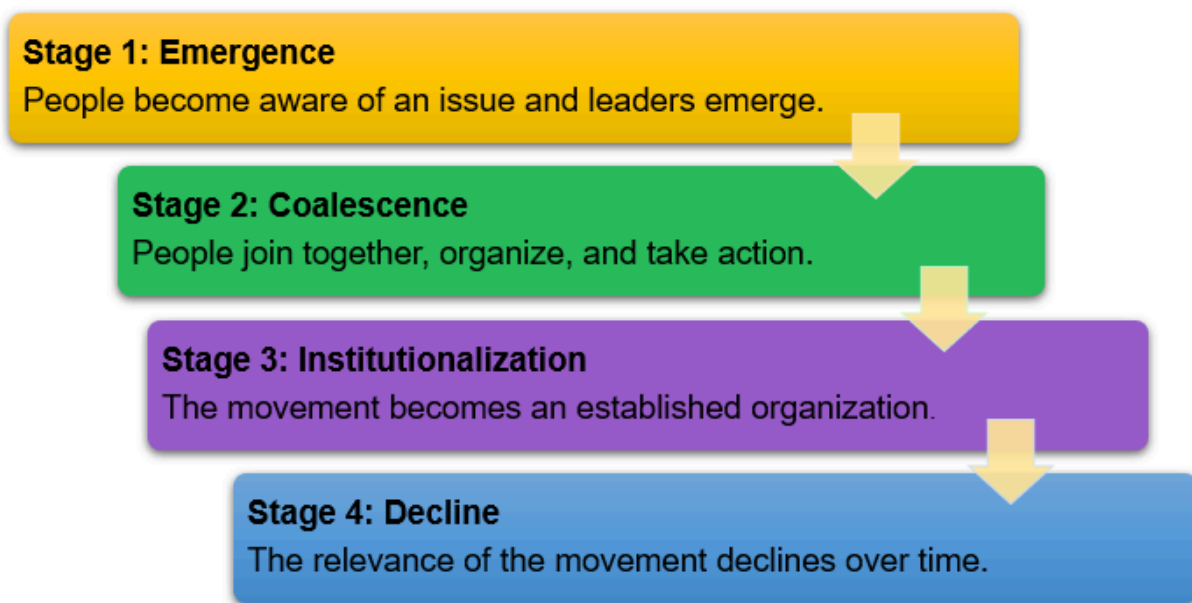 Stage 1: Emergence
People become aware of an issue and leaders emerge.
Stage 2: Coalescence
People join together, organize, and take action.
Stage 3: Institutionalization
The movement becomes an established organization.
Stage 4: Decline
The relevance of the movement declines over time.